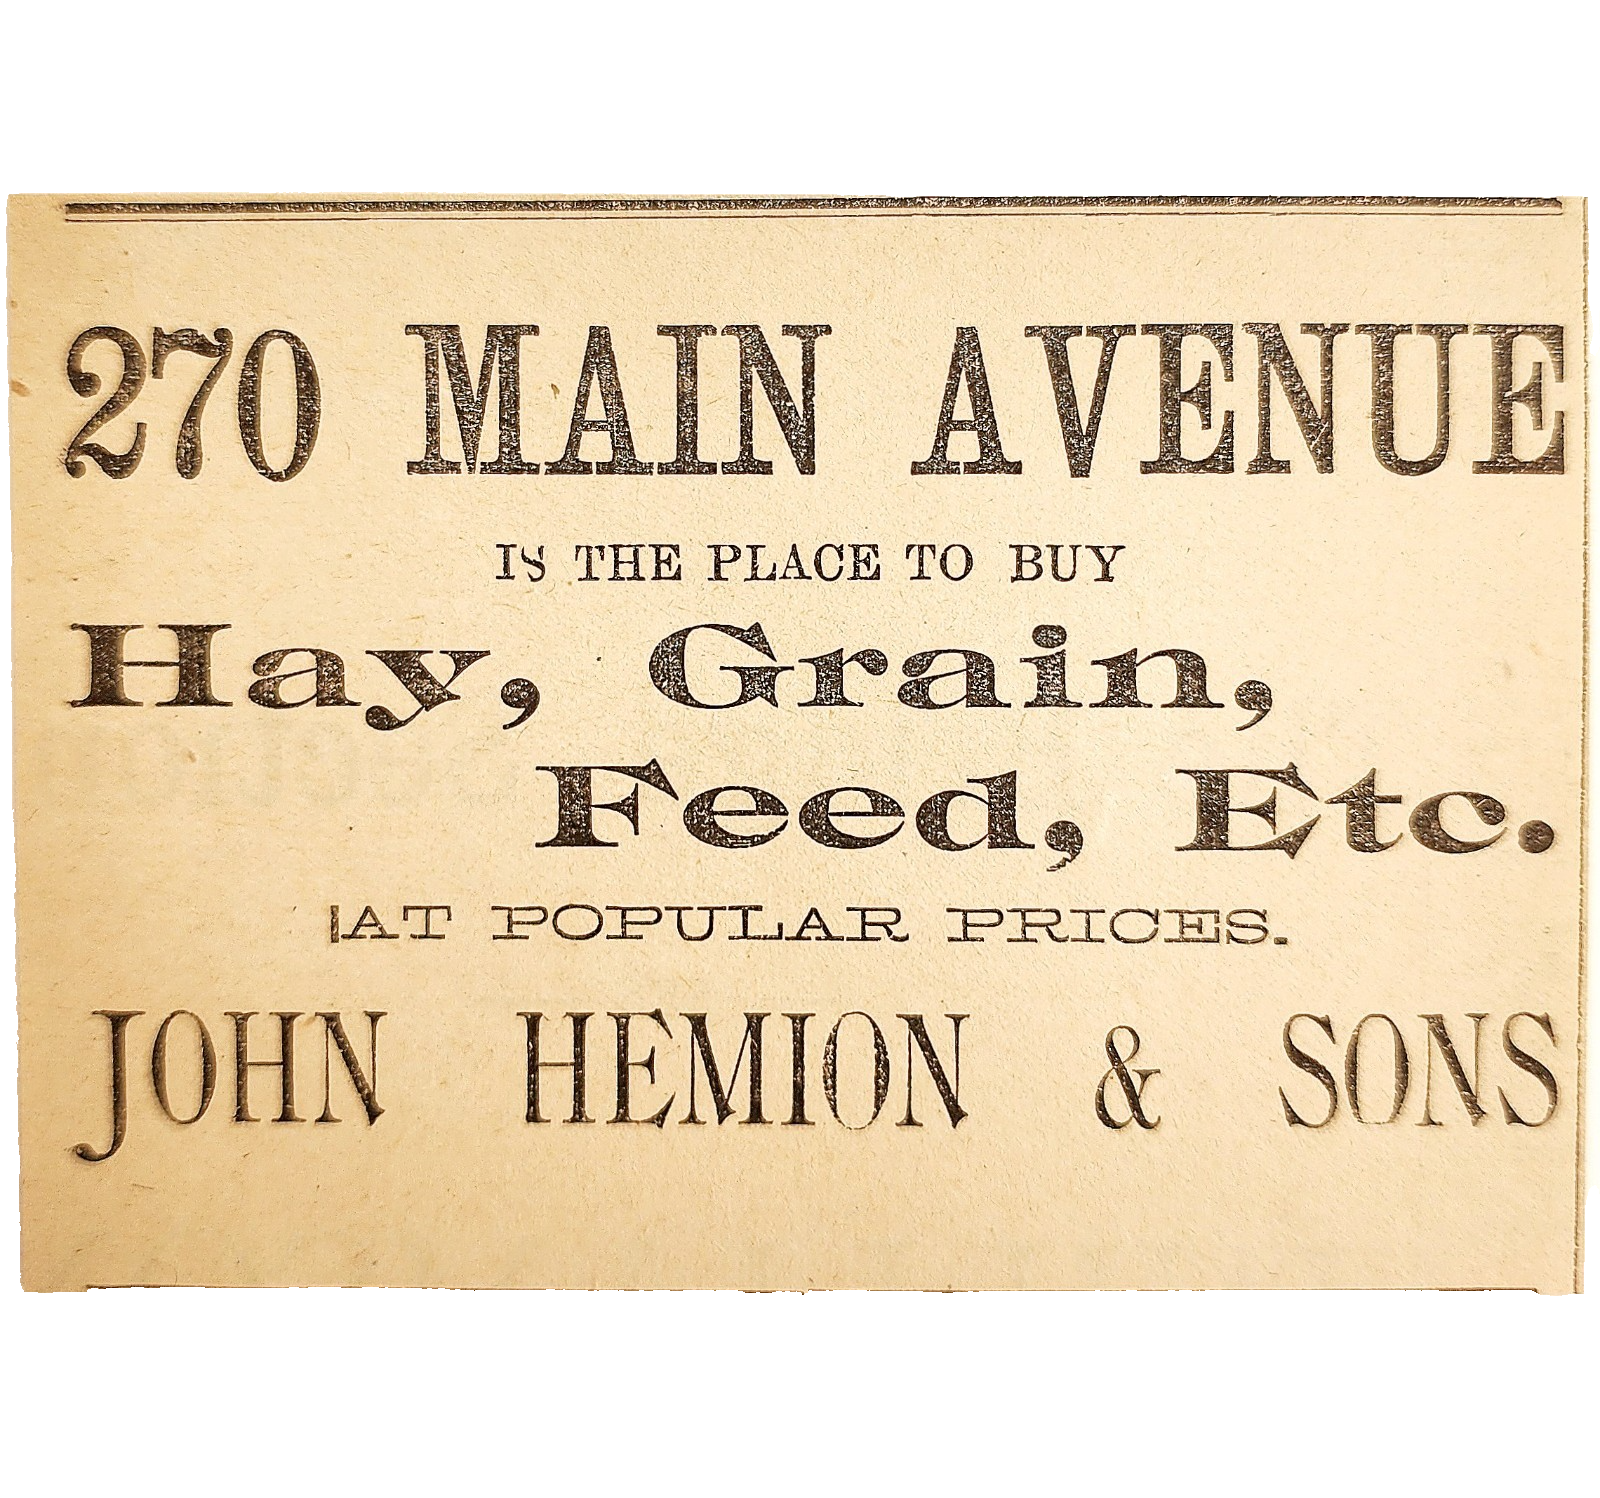 270 MAIN AVENUE
IS THE PLACE TO BUY
Hay, Grain,
Feed, Etc.
AT POPULAR PRICES.
JOHN HEMION & SONS